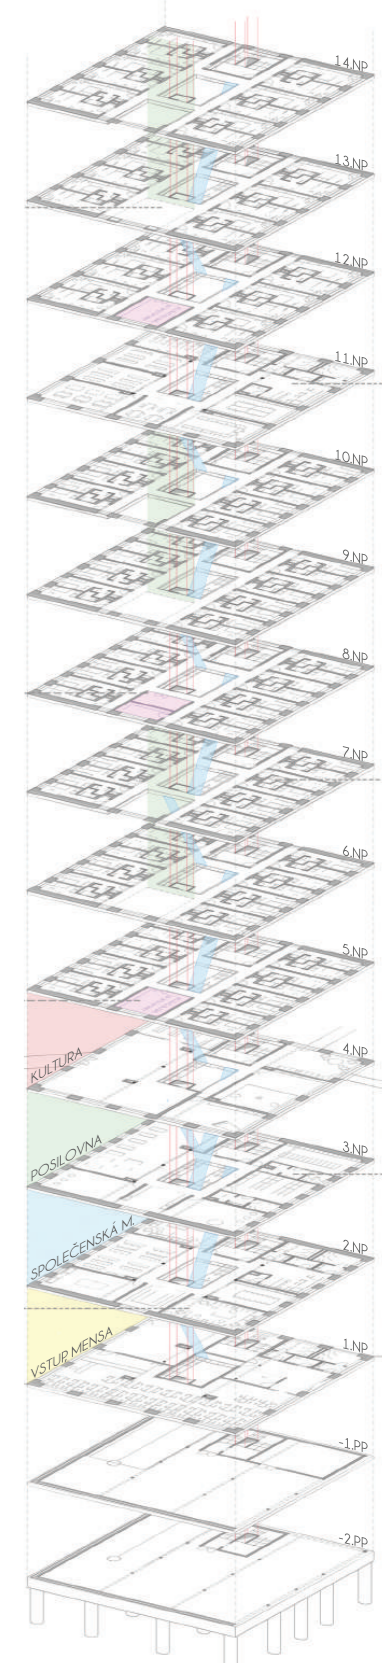 14.NP
13.NP
12.NP
11.NP
10.NP
9.NP
8.NP
7.NP
6.NP
5.NP
KULTURA
4.NP
POSILOVNA
3.NP
SPOLEČENSKÁ M.
2.NP
VSTUP, MENSA
1.NP
-1.PP
-2.PP